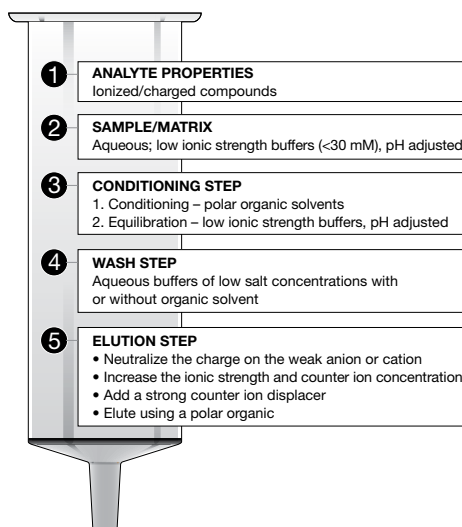 1 ANALYTE PROPERTIES
Ionized/charged compounds
2 SAMPLE/MATRIX
Aqueous; low ionic strength buffers (<30 mM), pH adjusted
3 CONDITIONING STEP
1. Conditioning – polar organic solvents
2. Equilibration – low ionic strength buffers, pH adjusted
4 WASH STEP
Aqueous buffers of low salt concentrations with
or without organic solvent
5 ELUTION STEP
• Neutralize the charge on the weak anion or cation
• Increase the ionic strength and counter ion concentration
• Add a strong counter ion displacer
• Elute using a polar organic